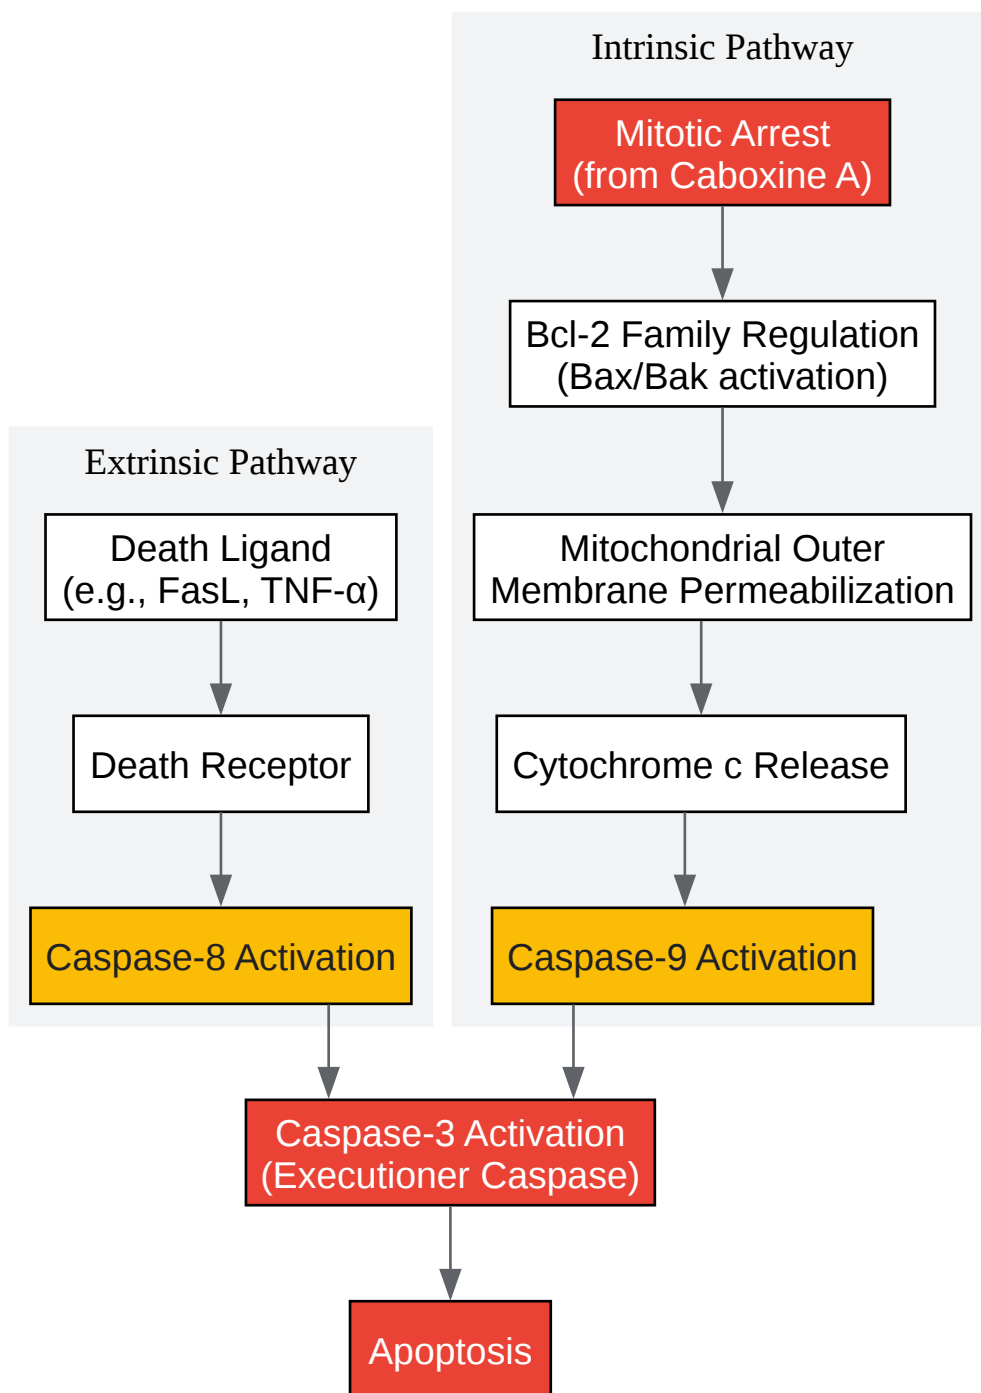 Intrinsic Pathway
Mitotic Arrest
(from Caboxine A)
Bcl-2 Family Regulation
(Bax/Bak activation)
Mitochondrial Outer
Membrane Permeabilization
Cytochrome c Release
Caspase-9 Activation
Extrinsic Pathway
Death Ligand
(e.g., FasL, TNF-α)
Death Receptor
Caspase-8 Activation
Caspase-3 Activation
(Executioner Caspase)
Apoptosis